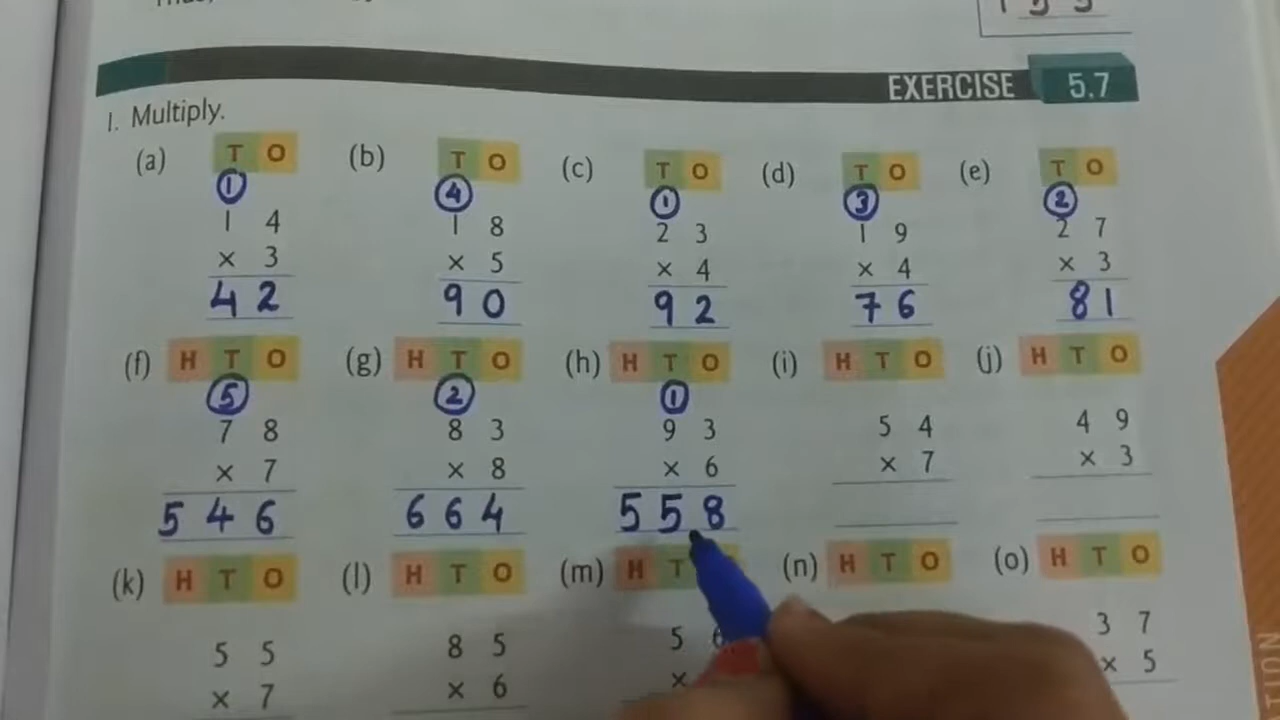 EXERCISE 5.7
I. Multiply.
(a) T O (b) T O (c) T O (d) T O (e) T O
1 4 1 3 2
1 4 1 8 2 3 1 9 2 7
× 3 × 5 × 4 × 4 × 3
4 2 9 0 9 2 7 6 8 1
(f) H T O (g) H T O (h) H T O (i) H T O (j) H T O
5 2 1
7 8 8 3 9 3 5 4 4 9
× 7 × 8 × 6 × 7 × 3
5 4 6 6 6 4 5 5 8
(k) H T O (l) H T O (m) H T (n) H T O (o) H T O
5 5 8 5 5 3 7
× 7 × 6 × × 5